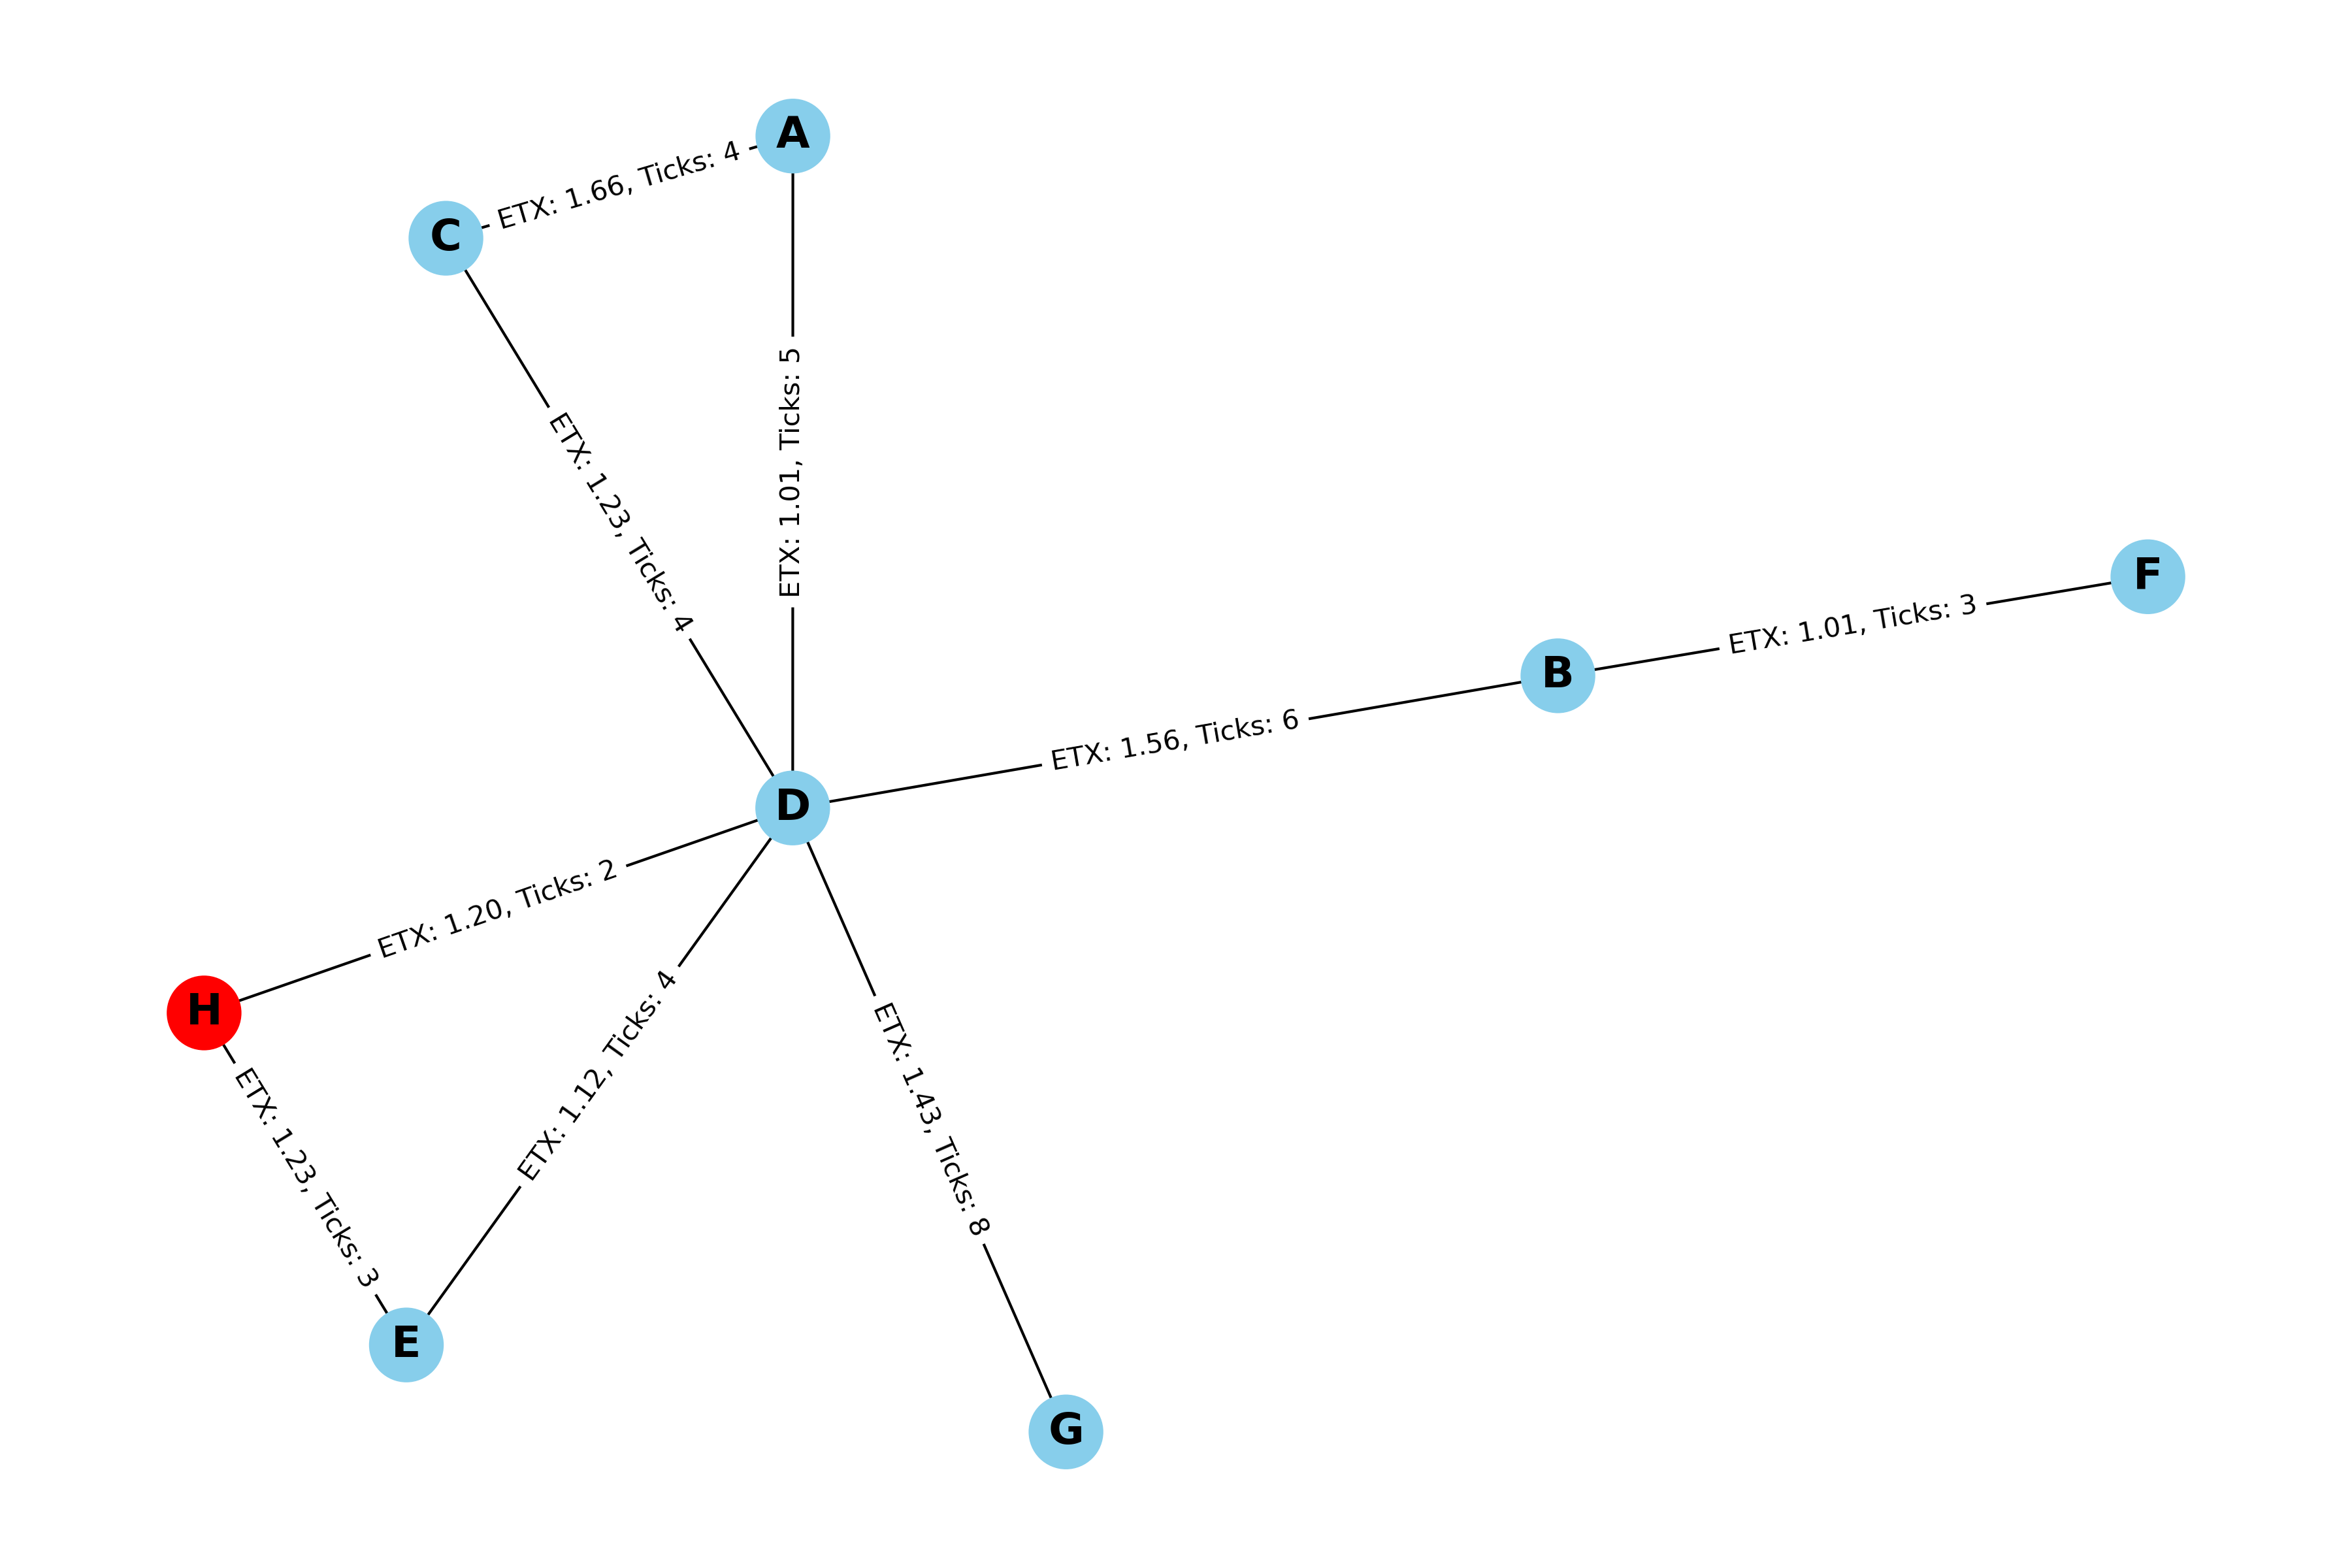 A
ETX: 1.66, Ticks: 4
C
ETX: 1.01, Ticks: 5
ETX: 1.23, Ticks: 4
F
ETX: 1.01, Ticks: 3
B
ETX: 1.56, Ticks: 6
D
ETX: 1.20, Ticks: 2
H
ETX: 1.12, Ticks: 4
ETX: 1.43, Ticks: 8
ETX: 1.23, Ticks: 3
E
G